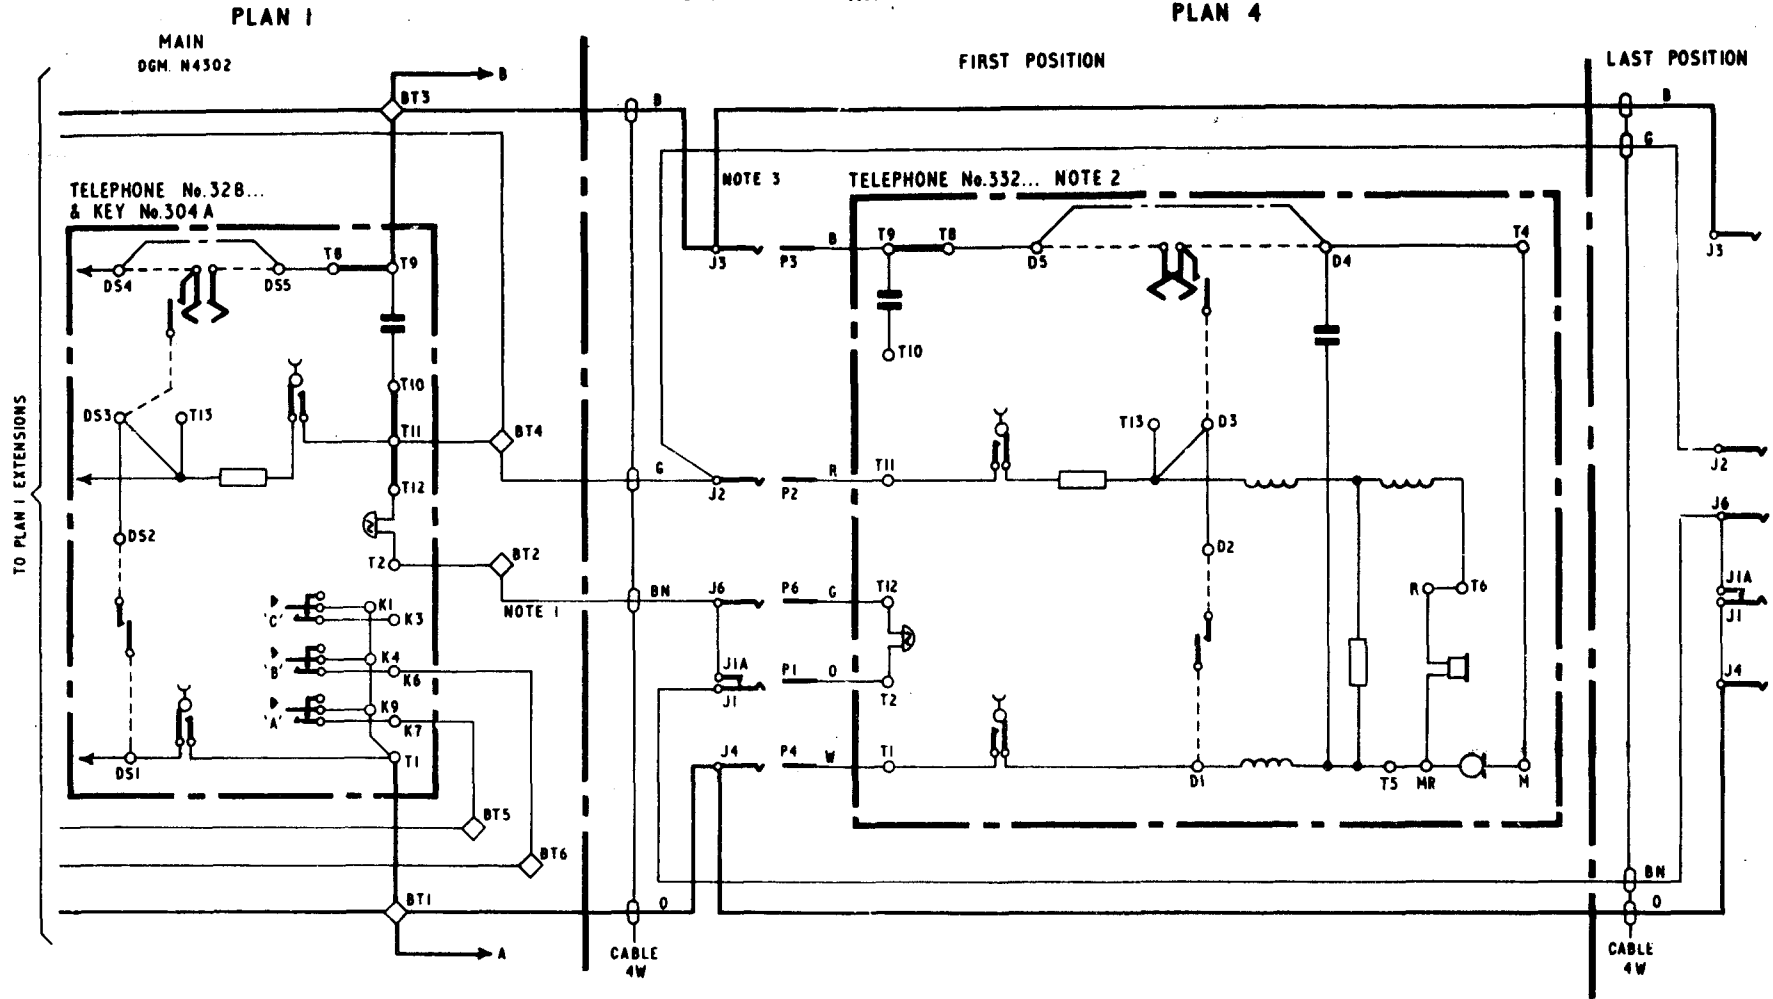 PLAN 1
PLAN 4
MAIN
DGM. N4302
FIRST POSITION
LAST POSITION
B
BT3
B
B
G
TELEPHONE No.328...
& KEY No.304A
NOTE 3
TELEPHONE No.332... NOTE 2
DS4
DS5
T8
T9
J3
P3
B
T9
T8
D5
D4
T4
J3
T10
T10
DS3
T13
T11
BT4
T13
D3
G
J2
P2
R
T11
J2
T12
DS2
T2
BT2
NOTE 1
BN
J6
P6
G
T12
D2
R
T6
J6
J1A
J1
TO PLAN 1 EXTENSIONS
'C'
K1
K3
'B'
K4
K6
'A'
K9
K7
J1A
J1
P1
O
T2
J4
DS1
T1
J4
P4
W
T1
D1
T5
MR
M
BT5
BT6
BN
BT1
O
O
A
CABLE
4W
CABLE
4W